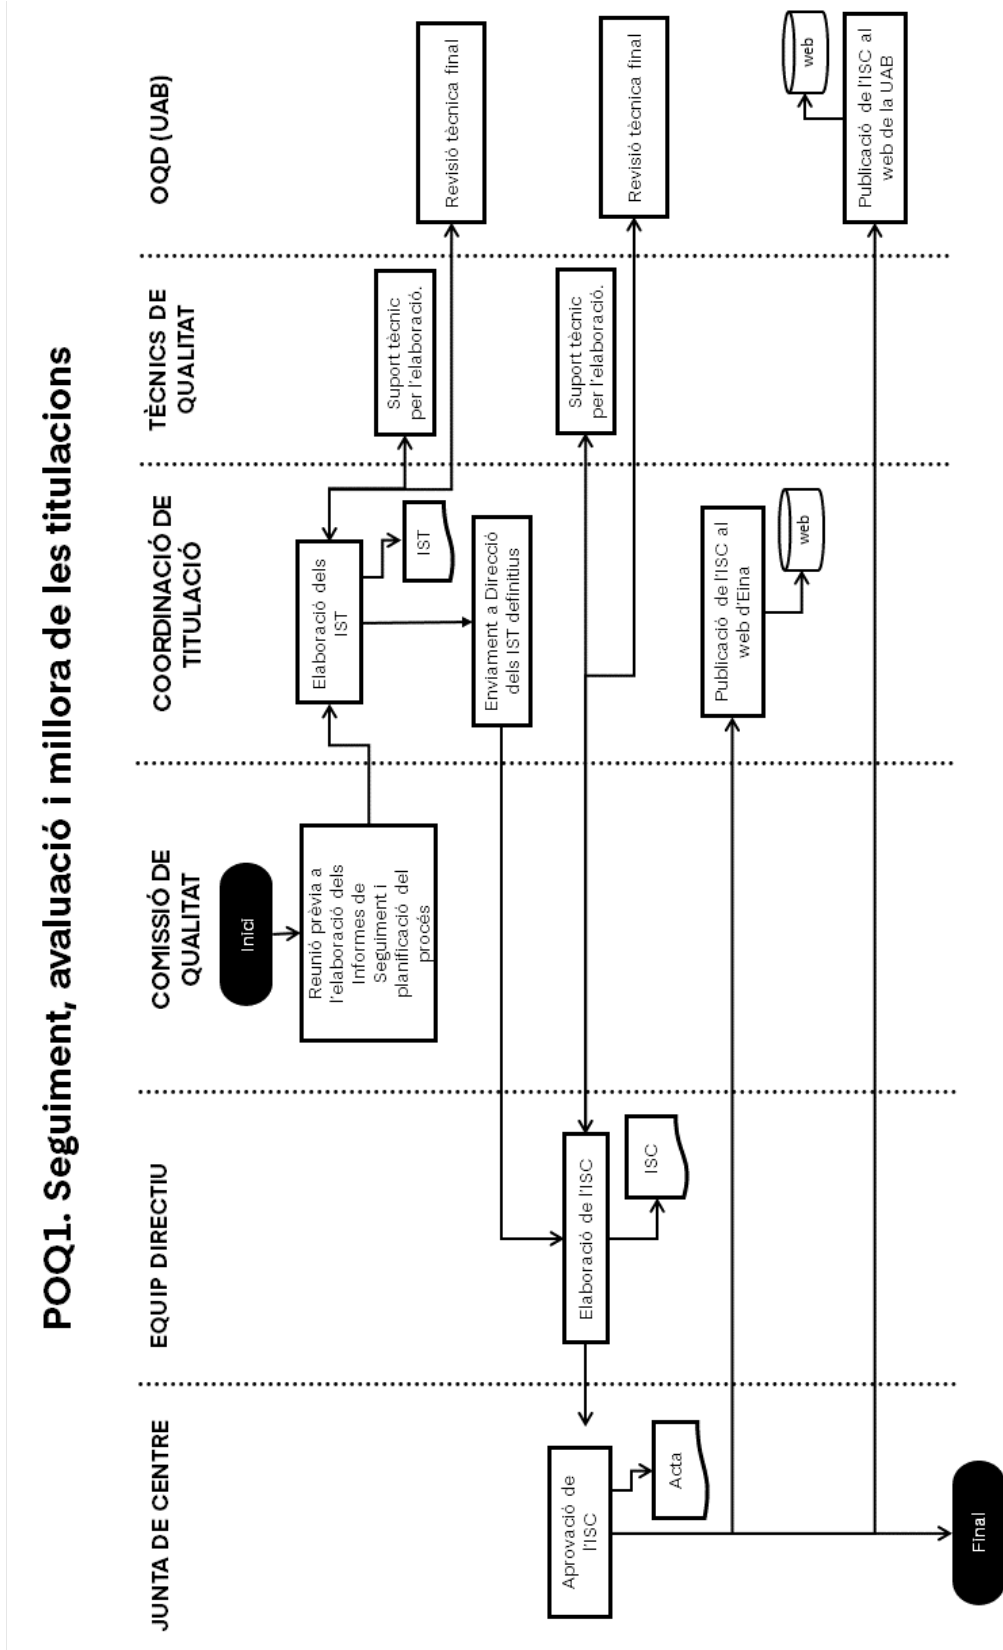 POQ1. Seguiment, avaluació i millora de les titulacions
JUNTA DE CENTRE
EQUIP DIRECTIU
COMISSIÓ DE
QUALITAT
COORDINACIÓ DE
TITULACIÓ
TÈCNICS DE
QUALITAT
OQD (UAB)
Inici
Reunió prèvia a
l'elaboració dels
Informes de
Seguiment i
planificació del
procés
Elaboració dels
IST
IST
Suport tècnic
per l'elaboració.
Revisió tècnica final
Enviament a Direcció
dels IST definitius
Aprovació de
l'ISC
Acta
Elaboració de l'ISC
ISC
Suport tècnic
per l'elaboració.
Revisió tècnica final
Publicació de l'ISC al
web d'Eina
web
Publicació de l'ISC al
web de la UAB
web
Final